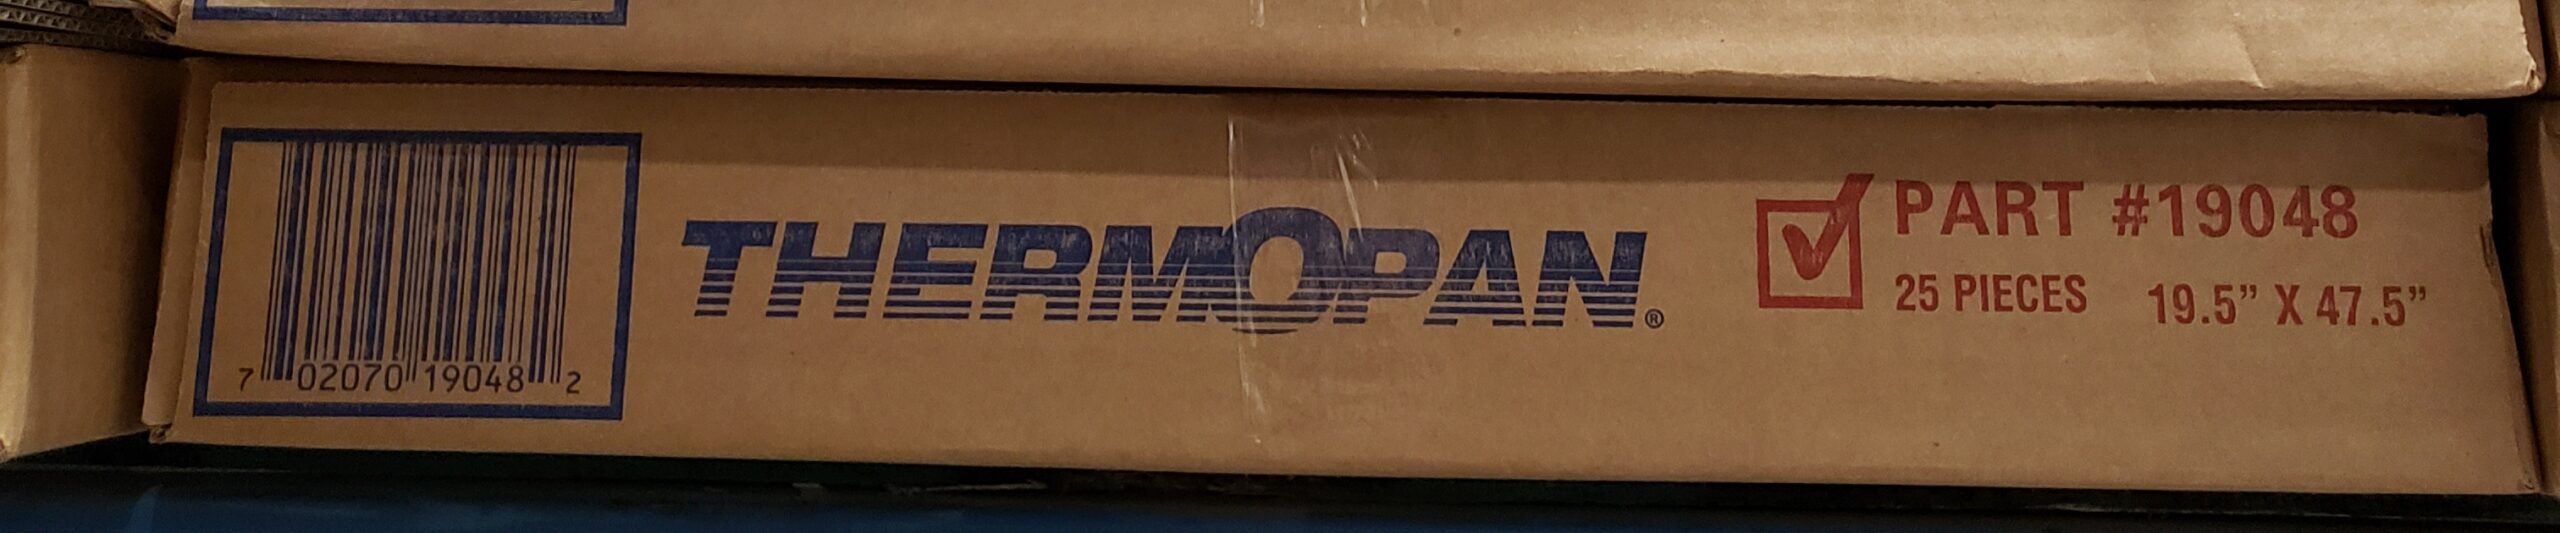 7 02070 19048 2
THERMOPAN®
PART #19048
25 PIECES 19.5” X 47.5”